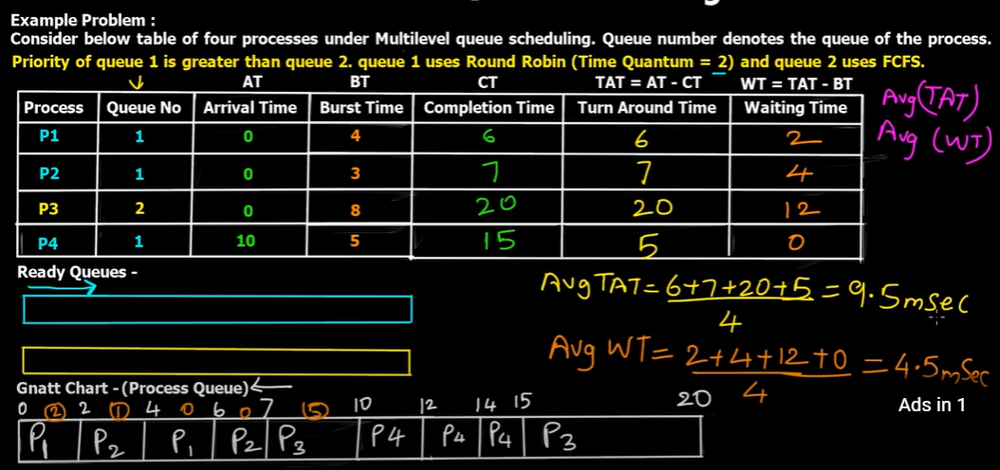 Example Problem :
Consider below table of four processes under Multilevel queue scheduling. Queue number denotes the queue of the process.
Priority of queue 1 is greater than queue 2. queue 1 uses Round Robin (Time Quantum = 2) and queue 2 uses FCFS.
AT BT CT TAT = AT - CT WT = TAT - BT
Process Queue No Arrival Time Burst Time Completion Time Turn Around Time Waiting Time
P1 1 0 4 6 6 2
P2 1 0 3 7 7 4
P3 2 0 8 20 20 12
P4 1 10 5 15 5 0
Avg(TAT)
Avg (WT)
Ready Queues -
Avg TAT = 6+7+20+5 = 9.5 msec
4
Avg WT = 2+4+12+0 = 4.5 mSec
4
Gnatt Chart - (Process Queue)
0 2 2 1 4 0 6 0 7 5 10 12 14 15 20
P1 P2 P1 P2 P3 P4 P4 P4 P3
Ads in 1